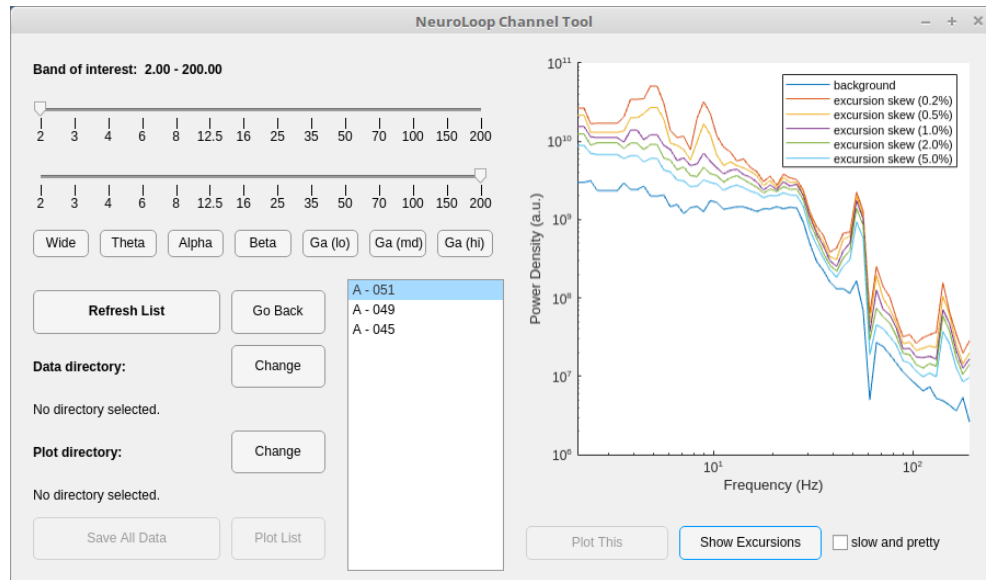 NeuroLoop Channel Tool
Band of interest: 2.00 - 200.00
2 3 4 6 8 12.5 16 25 35 50 70 100 150 200
2 3 4 6 8 12.5 16 25 35 50 70 100 150 200
Wide Theta Alpha Beta Ga (lo) Ga (md) Ga (hi)
Refresh List Go Back
Data directory: Change
No directory selected.
Plot directory: Change
No directory selected.
Save All Data Plot List
A - 051
A - 049
A - 045
10¹¹
10¹⁰
10⁹
10⁸
10⁷
10⁶
Power Density (a.u.)
background
excursion skew (0.2%)
excursion skew (0.5%)
excursion skew (1.0%)
excursion skew (2.0%)
excursion skew (5.0%)
10¹ 10²
Frequency (Hz)
Plot This Show Excursions slow and pretty